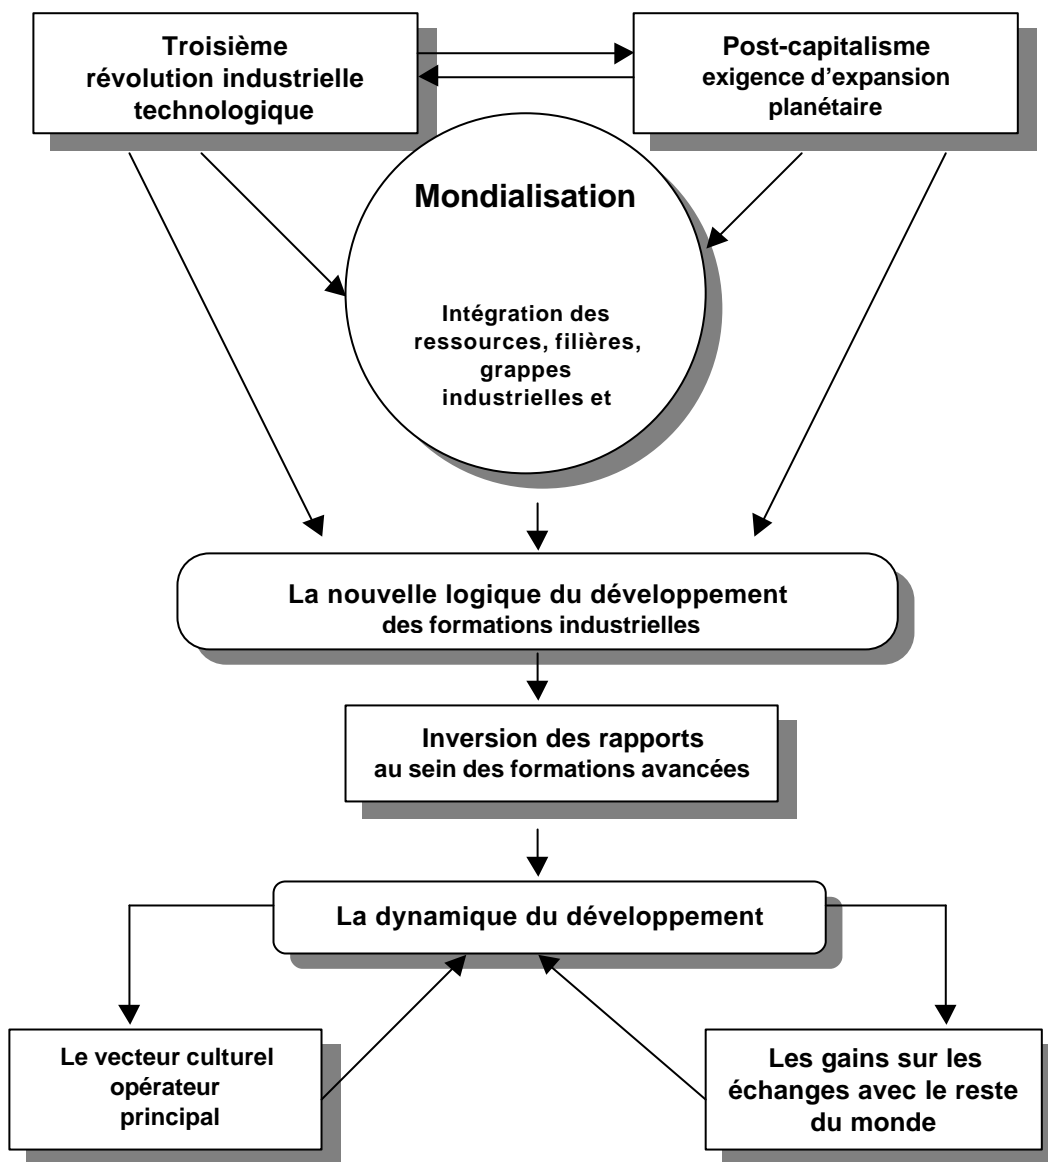 Troisième
révolution industrielle
technologique
Post-capitalisme
exigence d'expansion
planétaire
Mondialisation
Intégration des
ressources, filières,
grappes
industrielles et
La nouvelle logique du développement
des formations industrielles
Inversion des rapports
au sein des formations avancées
La dynamique du développement
Le vecteur culturel
opérateur
principal
Les gains sur les
échanges avec le reste
du monde